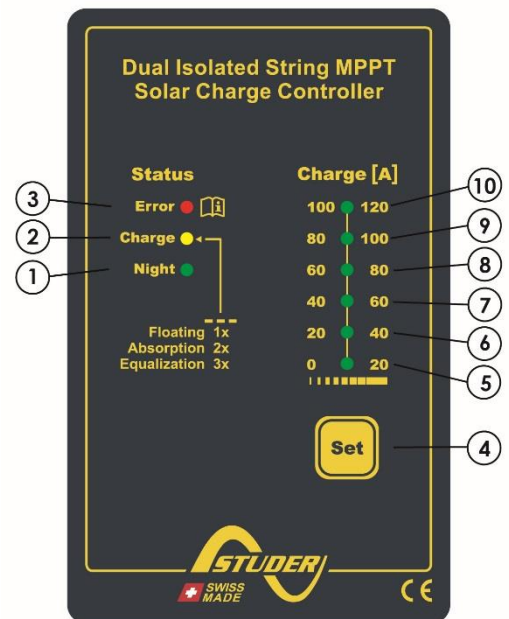 Dual Isolated String MPPT
Solar Charge Controller
Status
3 Error
2 Charge
1 Night
Floating 1x
Absorption 2x
Equalization 3x
Charge [A]
100 120 10
80 100 9
60 80 8
40 60 7
20 40 6
0 20 5
Set 4
STUDER
SWISS
MADE
CE